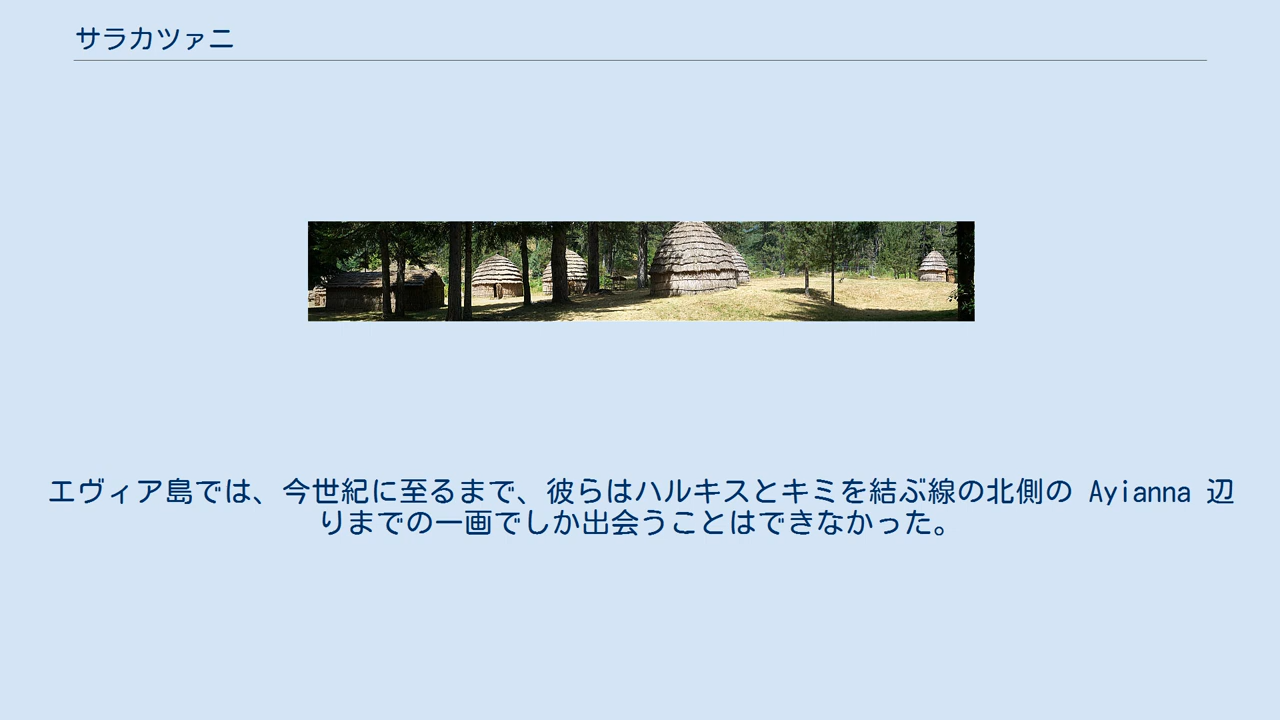 サラカツァニ
エヴィア島では、今世紀に至るまで、彼らはハルキスとキミを結ぶ線の北側の Ayianna 辺
りまでの一画でしか出会うことはできなかった。